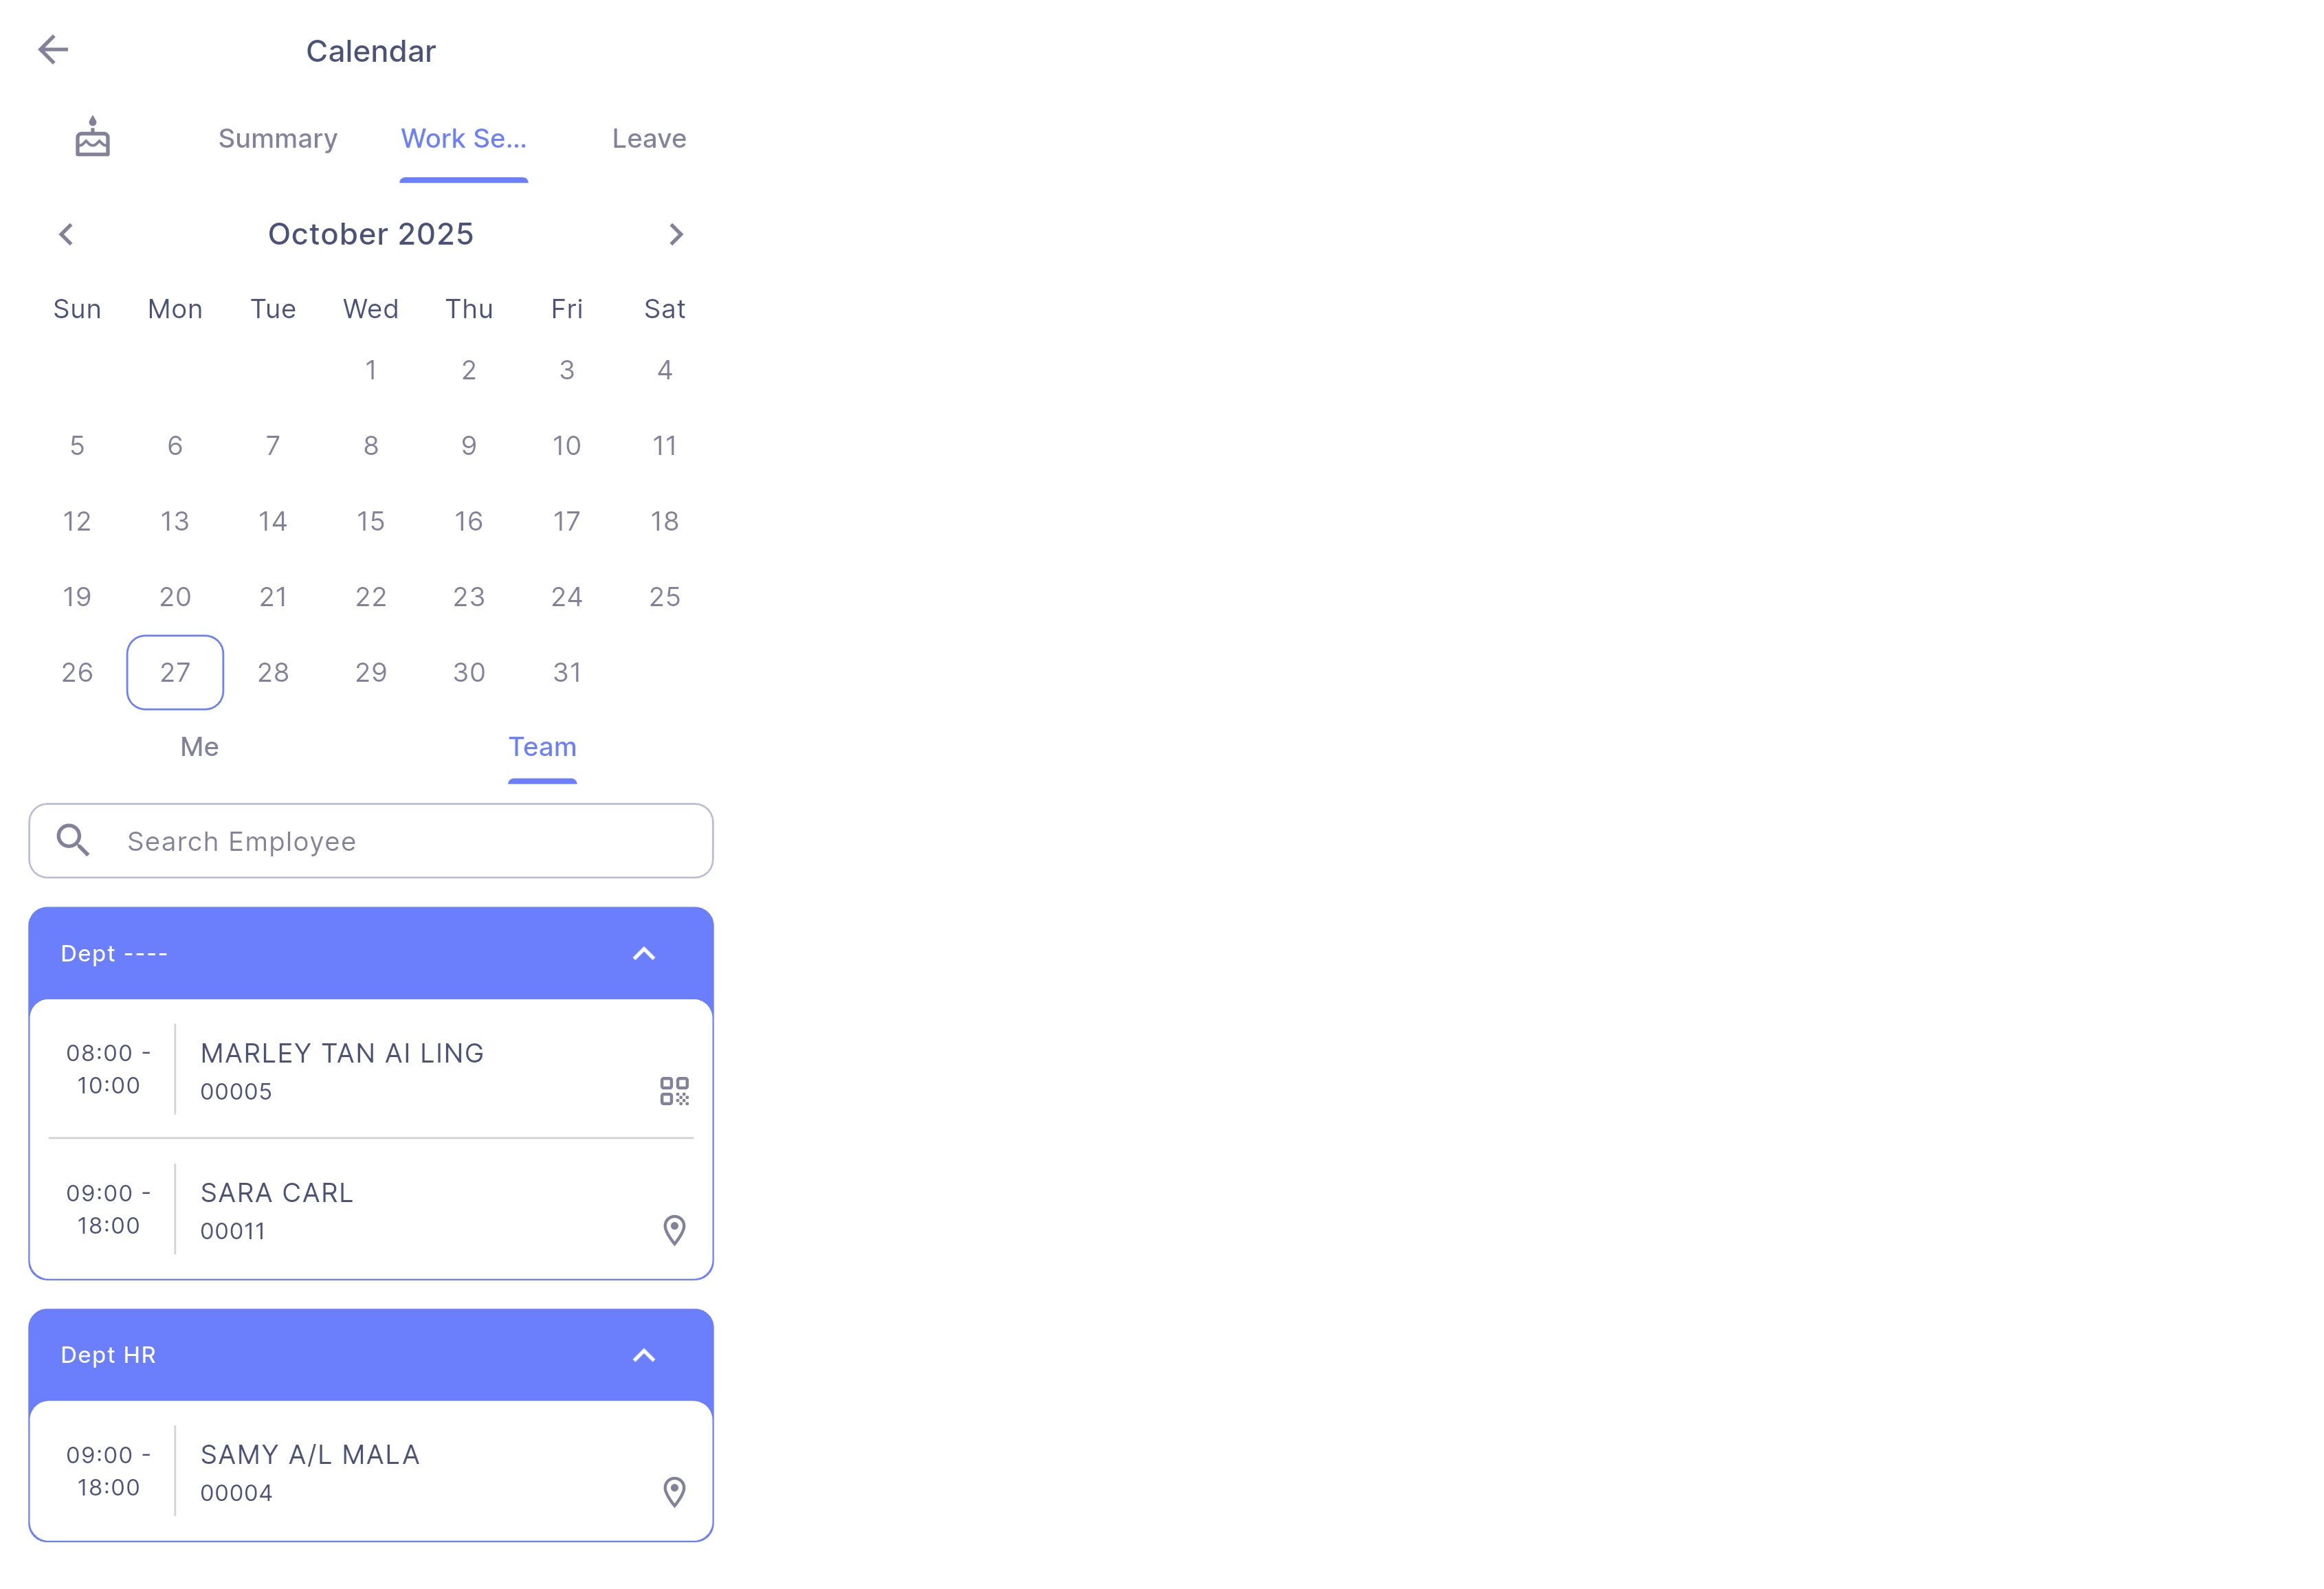 Calendar
Summary Work Se... Leave
October 2025
Sun Mon Tue Wed Thu Fri Sat
1 2 3 4
5 6 7 8 9 10 11
12 13 14 15 16 17 18
19 20 21 22 23 24 25
26 27 28 29 30 31
Me Team
Search Employee
Dept ----
08:00 -
10:00
MARLEY TAN AI LING
00005
09:00 -
18:00
SARA CARL
00011
Dept HR
09:00 -
18:00
SAMY A/L MALA
00004